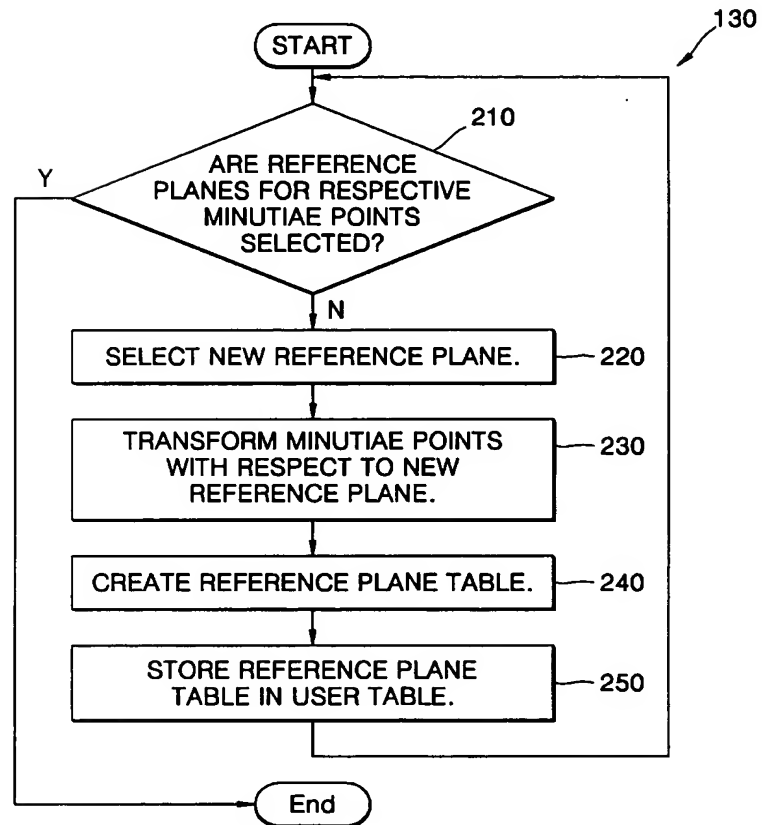 START
130
210
Y
ARE REFERENCE
PLANES FOR RESPECTIVE
MINUTIAE POINTS
SELECTED?
N
SELECT NEW REFERENCE PLANE.
220
TRANSFORM MINUTIAE POINTS
WITH RESPECT TO NEW
REFERENCE PLANE.
230
CREATE REFERENCE PLANE TABLE.
240
STORE REFERENCE PLANE
TABLE IN USER TABLE.
250
End